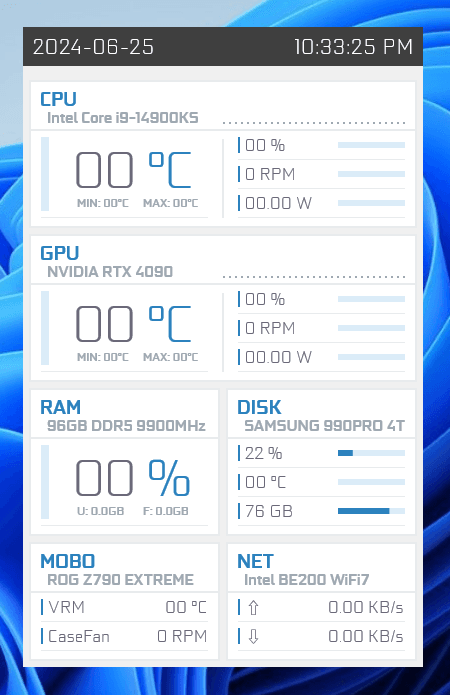 2024-06-25 10:33:25 PM
CPU
Intel Core i9-14900KS
00 °C
MIN: 00°C MAX: 00°C
00 %
0 RPM
00.00 W
GPU
NVIDIA RTX 4090
00 °C
MIN: 00°C MAX: 00°C
00 %
0 RPM
00.00 W
RAM
96GB DDR5 9900MHz
00 %
U: 0.0GB F: 0.0GB
DISK
SAMSUNG 990PRO 4T
22 %
00 °C
76 GB
MOBO
ROG Z790 EXTREME
VRM 00 °C
CaseFan 0 RPM
NET
Intel BE200 WiFi7
⇧ 0.00 KB/s
⇩ 0.00 KB/s